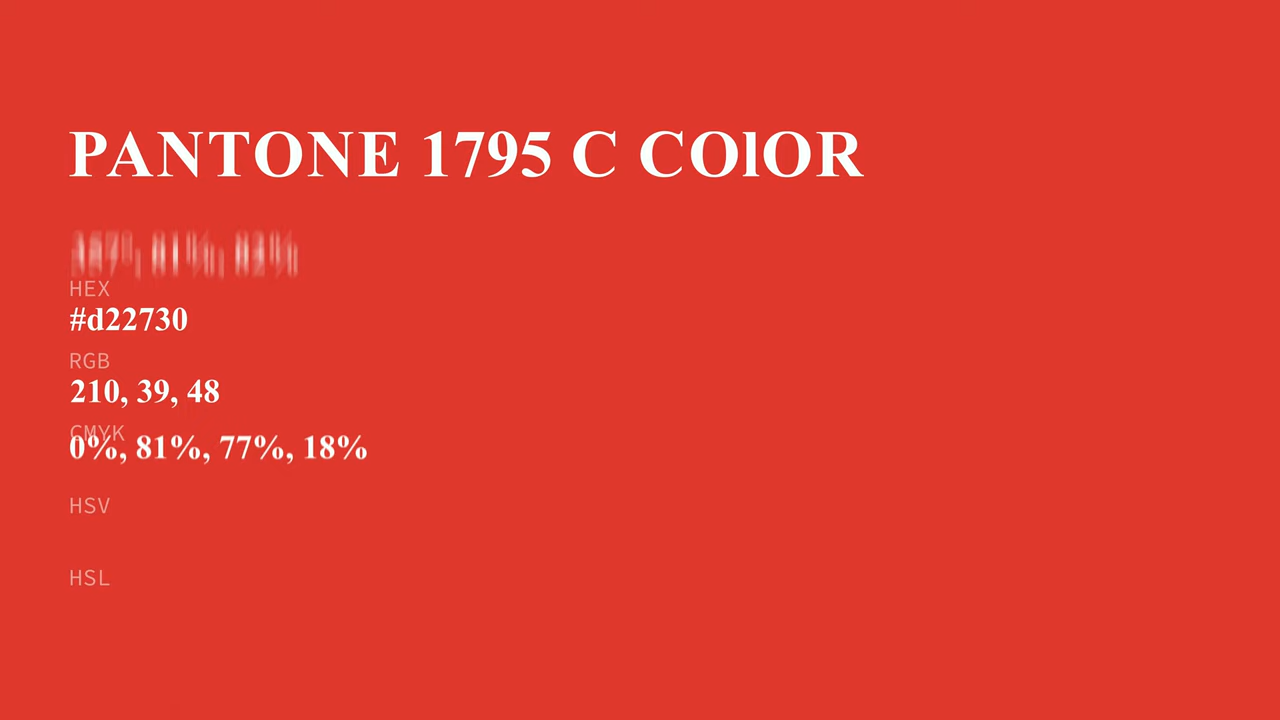 PANTONE 1795 C COlOR
HEX
#d22730
RGB
210, 39, 48
CMYK
0%, 81%, 77%, 18%
HSV
HSL